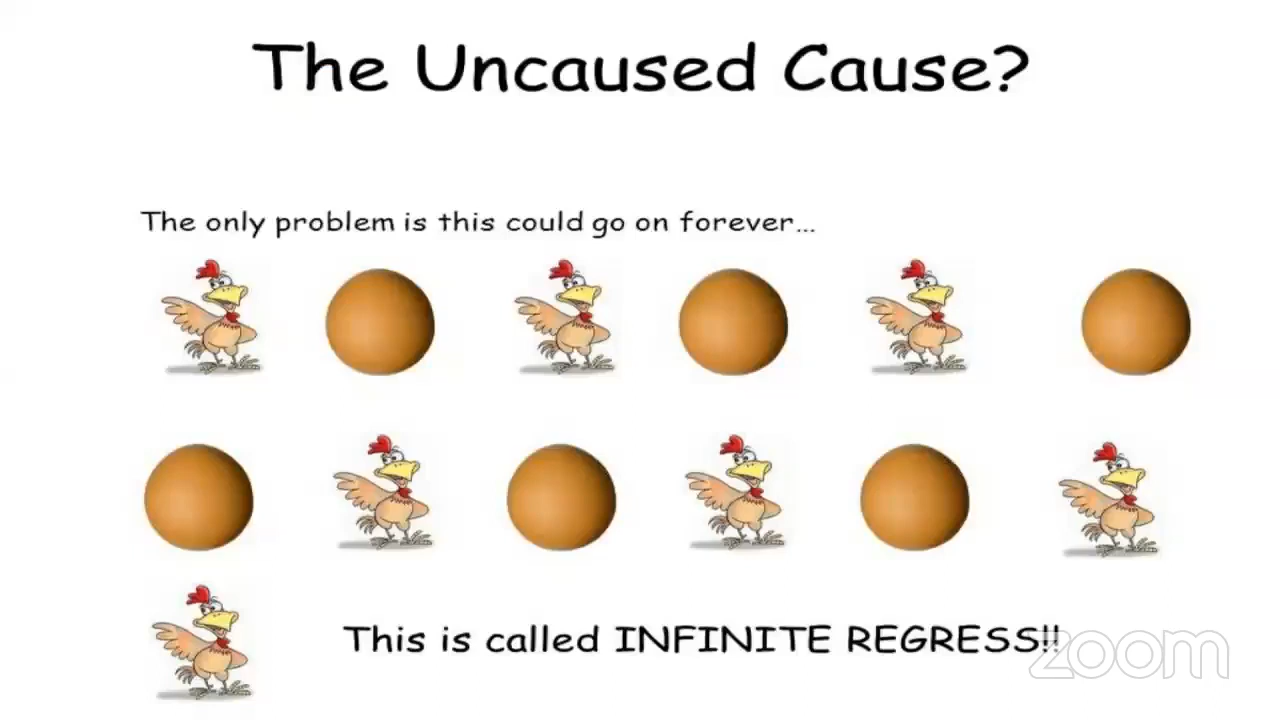 The Uncaused Cause?
The only problem is this could go on forever...
This is called INFINITE REGRESS!!
zoom